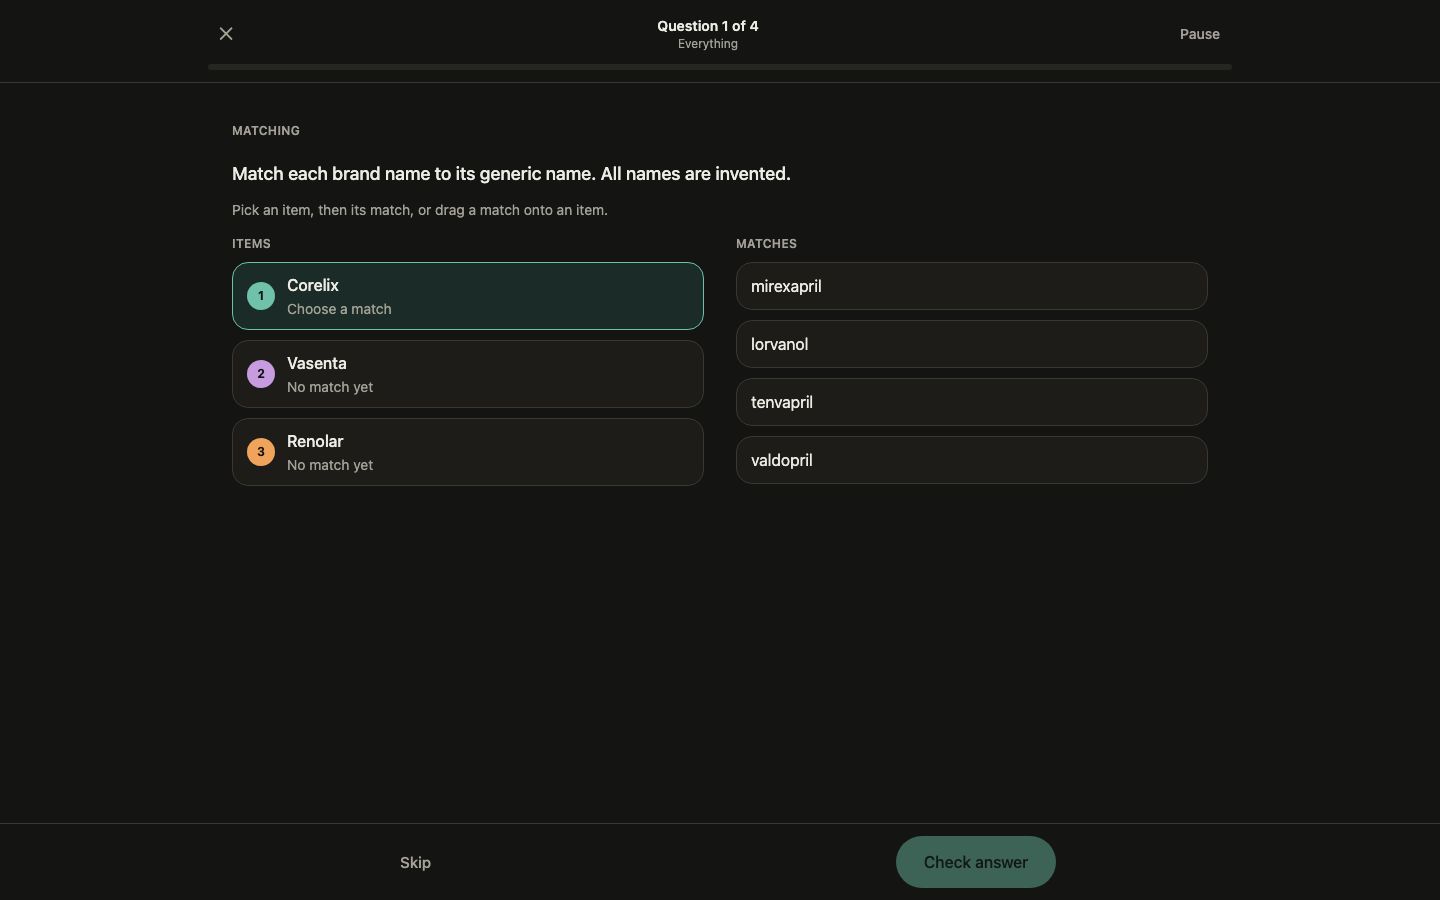 Question 1 of 4
Everything
Pause
MATCHING
Match each brand name to its generic name. All names are invented.
Pick an item, then its match, or drag a match onto an item.
ITEMS
1
Corelix
Choose a match
2
Vasenta
No match yet
3
Renolar
No match yet
MATCHES
mirexapril
lorvanol
tenvapril
valdopril
Skip
Check answer